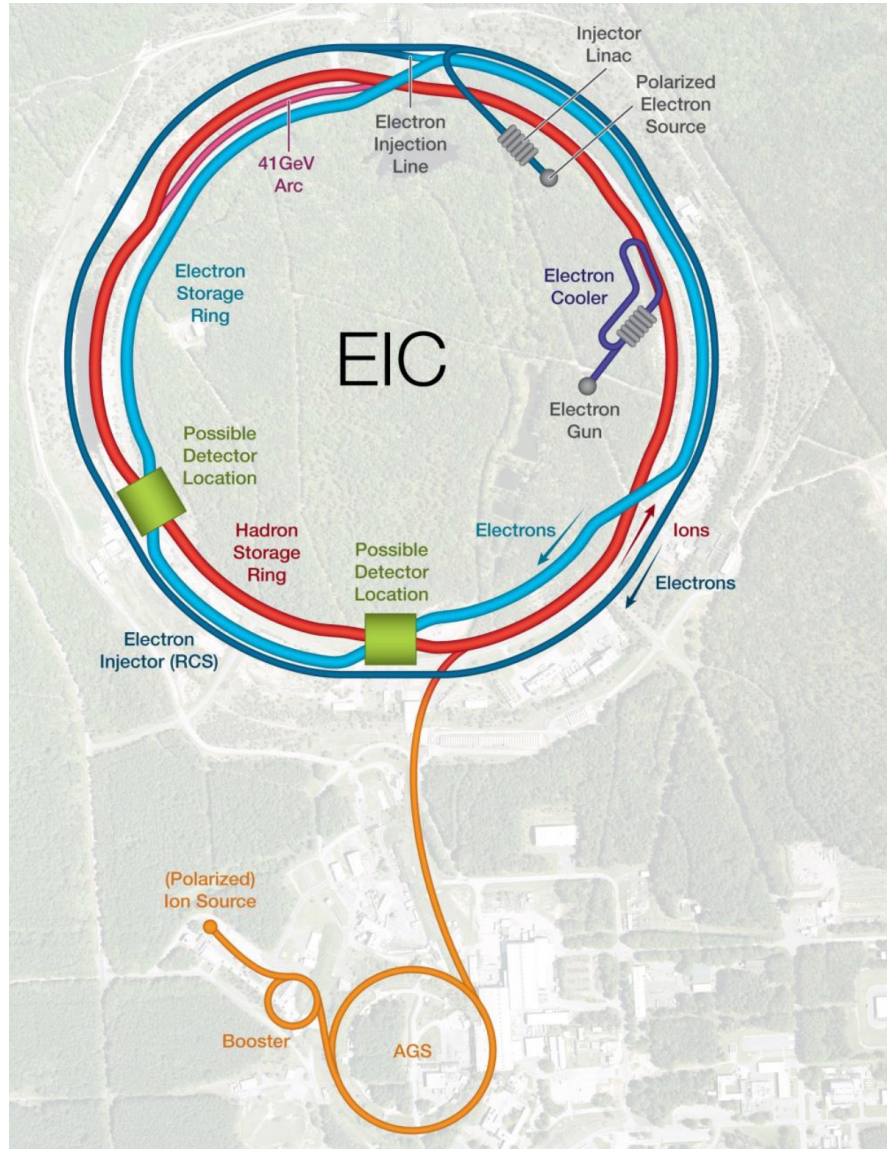 Injector
Linac
Polarized
Electron
Source
Electron
Injection
Line
41GeV
Arc
Electron
Storage
Ring
Electron
Cooler
EIC
Electron
Gun
Possible
Detector
Location
Hadron
Storage
Ring
Possible
Detector
Location
Electrons
Ions
Electrons
Electron
Injector (RCS)
(Polarized)
Ion Source
Booster
AGS